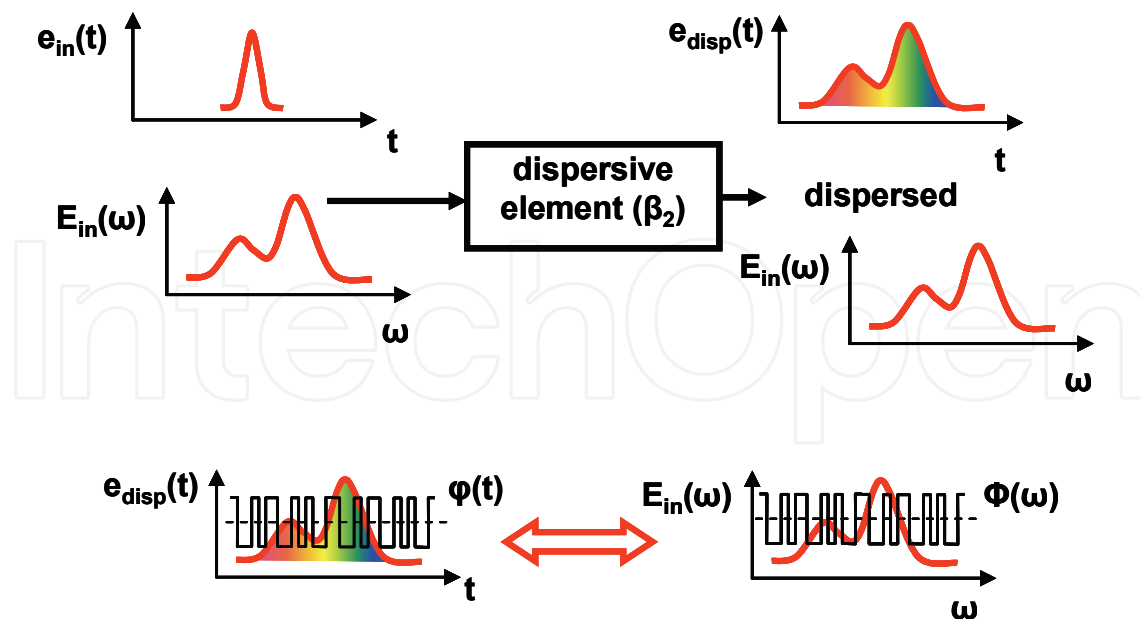 e_in(t)
t
E_in(ω)
ω
dispersive
element (β₂)
e_disp(t)
t
dispersed
E_in(ω)
ω
IntechOpen
e_disp(t)
φ(t)
t
E_in(ω)
Φ(ω)
ω